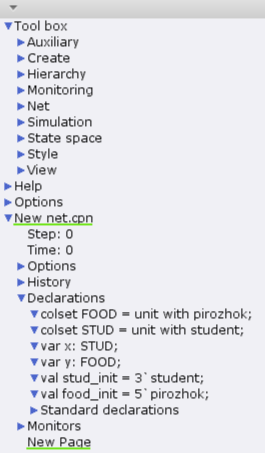 Tool box
Auxiliary
Create
Hierarchy
Monitoring
Net
Simulation
State space
Style
View
Help
Options
New net.cpn
Step: 0
Time: 0
Options
History
Declarations
colset FOOD = unit with pirozhok;
colset STUD = unit with student;
var x: STUD;
var y: FOOD;
val stud_init = 3`student;
val food_init = 5`pirozhok;
Standard declarations
Monitors
New Page